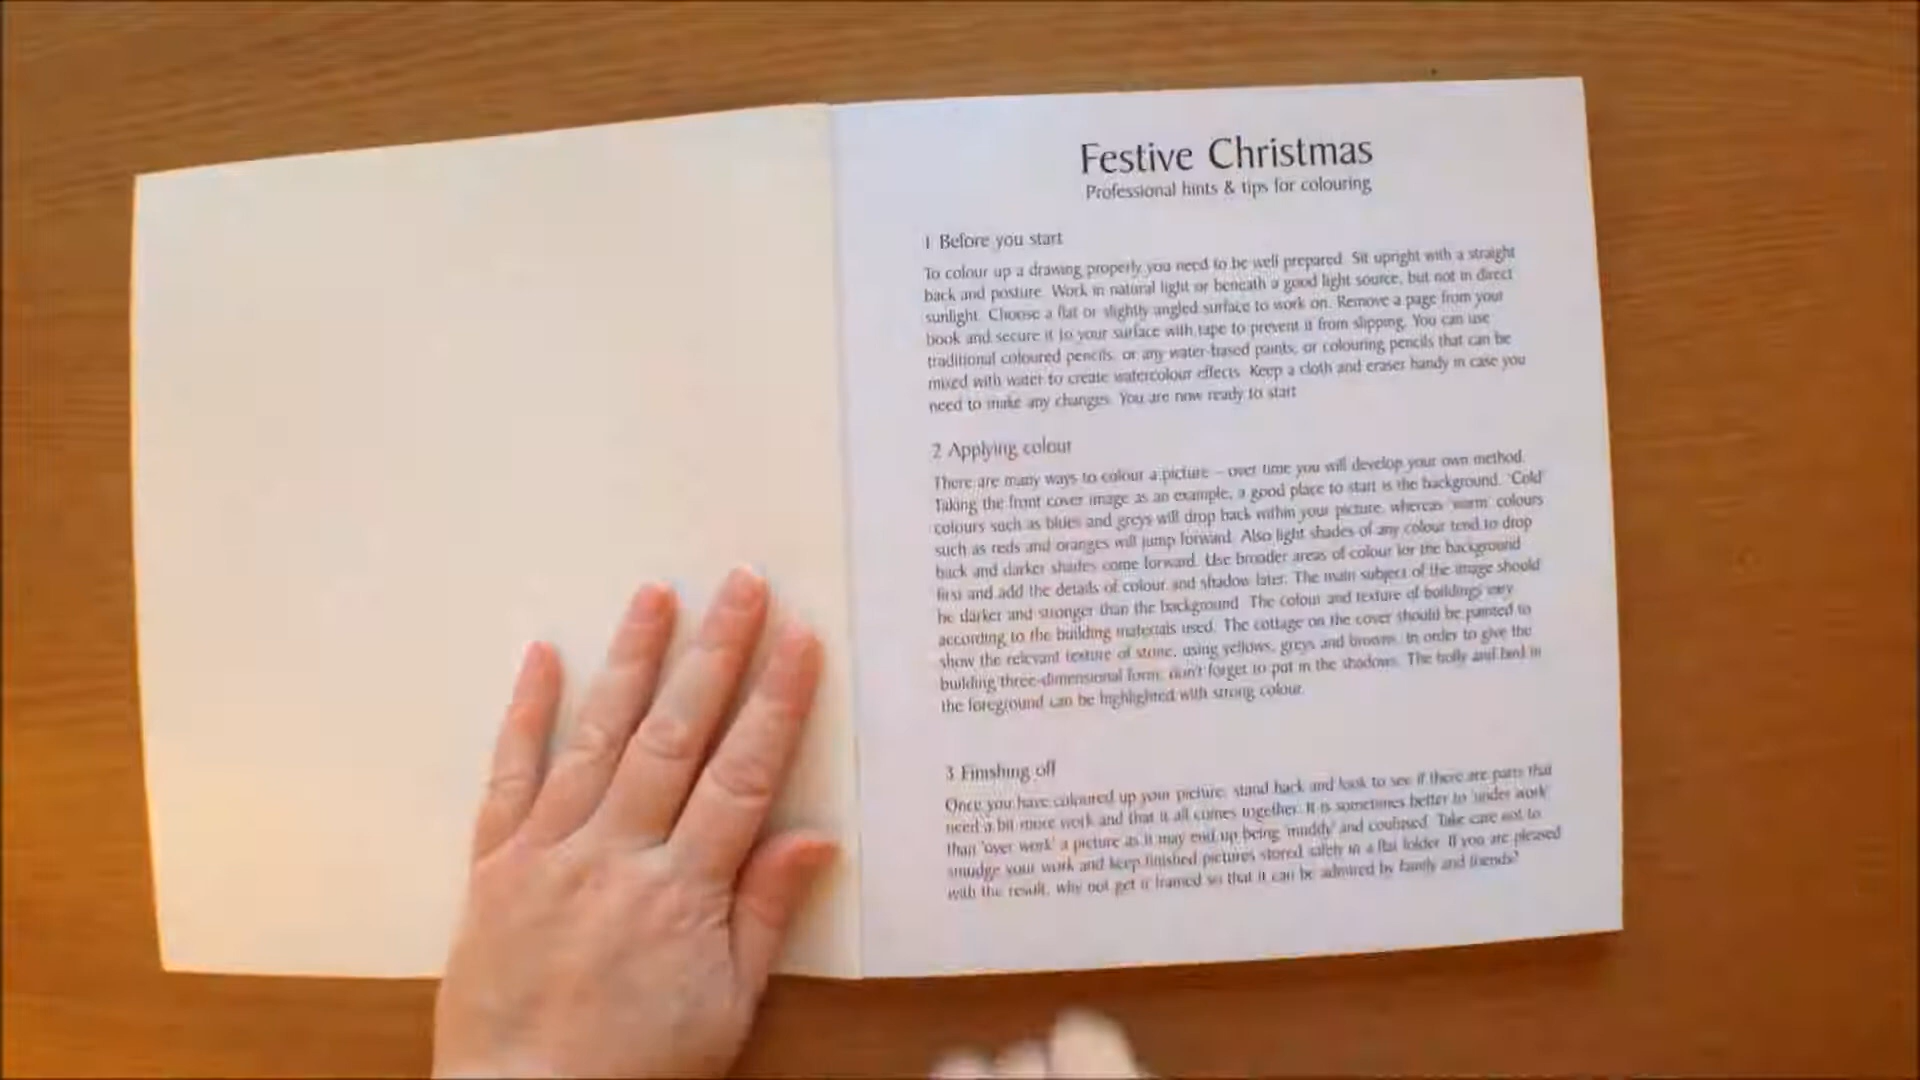 Festive Christmas
Professional hints & tips for colouring
1 Before you start
To colour up a drawing properly you need to be well prepared. Sit upright with a straight
back and posture. Work in natural light or beneath a good light source, but not in direct
sunlight. Choose a flat or slightly angled surface to work on. Remove a page from your
book and secure it to your surface with tape to prevent it from slipping. You can use
traditional coloured pencils, or any water-based paints, or colouring pencils that can be
mixed with water to create watercolour effects. Keep a cloth and eraser handy in case you
need to make any changes. You are now ready to start.
2 Applying colour
There are many ways to colour a picture – over time you will develop your own method.
Taking the front cover image as an example, a good place to start is the background. 'Cold'
colours such as blues and greys will drop back within your picture, whereas 'warm' colours
such as reds and oranges will jump forward. Also light shades of any colour tend to drop
back and darker shades come forward. Use broader areas of colour for the background
first and add the details of colour and shadow later. The main subject of the image should
be darker and stronger than the background. The colour and texture of buildings vary
according to the building materials used. The cottage on the cover should be painted to
show the relevant texture of stone, using yellows, greys and browns. In order to give the
building three-dimensional form, don't forget to put in the shadows. The holly and bird in
the foreground can be highlighted with strong colour.
3 Finishing off
Once you have coloured up your picture, stand back and look to see if there are parts that
need a bit more work and that it all comes together. It is sometimes better to 'under work'
than 'over work' a picture as it may end up being 'muddy' and confused. Take care not to
smudge your work and keep finished pictures stored safely in a flat folder. If you are pleased
with the result, why not get it framed so that it can be admired by family and friends?